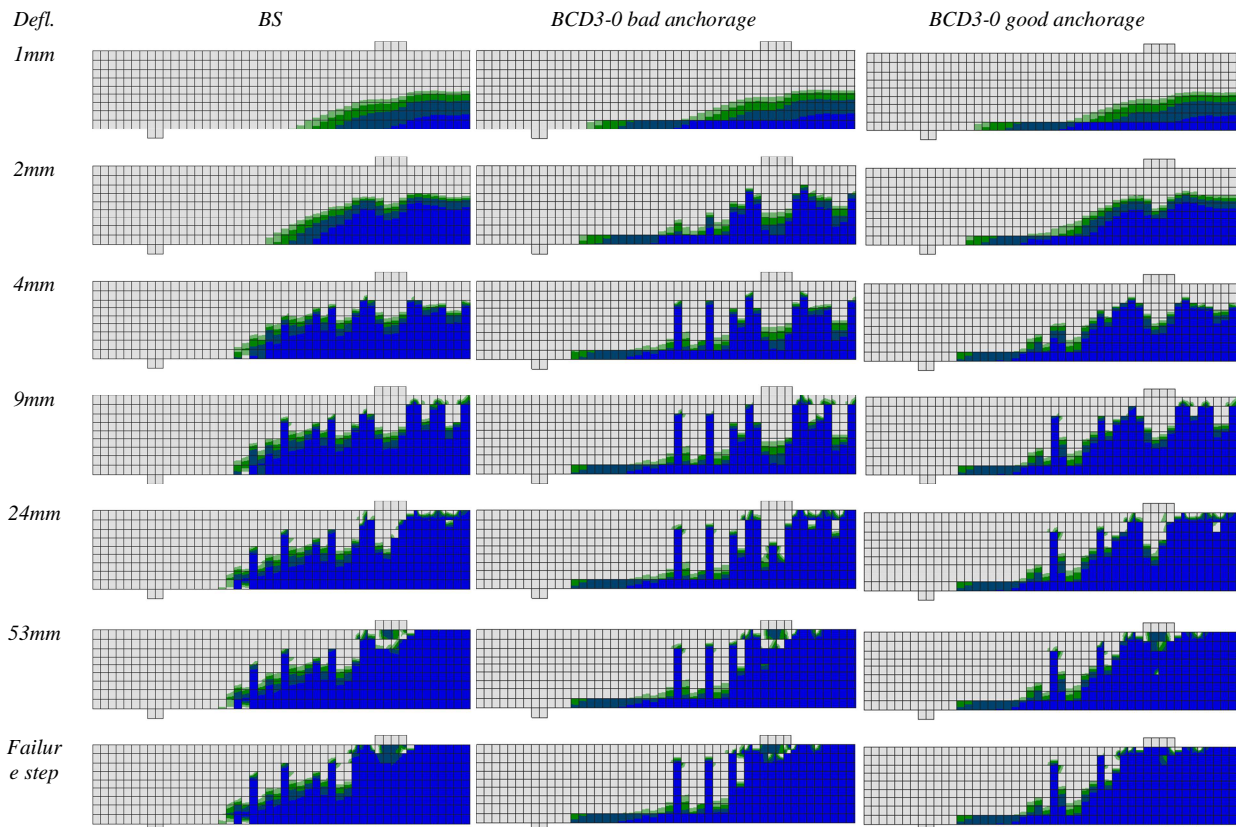 Defl. BS BCD3-0 bad anchorage BCD3-0 good anchorage
1mm
2mm
4mm
9mm
24mm
53mm
Failur
e step